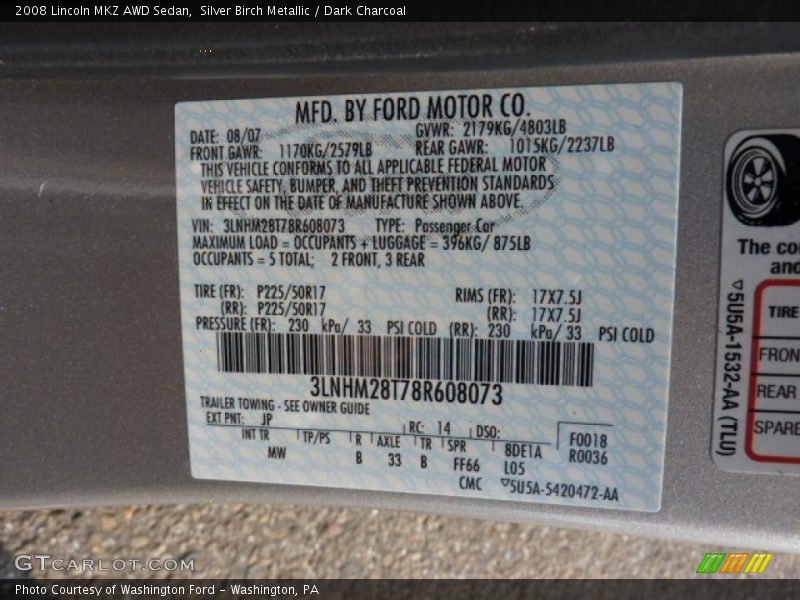 2008 Lincoln MKZ AWD Sedan, Silver Birch Metallic / Dark Charcoal
MFD. BY FORD MOTOR CO.
DATE: 08/07 GVWR: 2179KG/4803LB
FRONT GAWR: 1170KG/2579LB REAR GAWR: 1015KG/2237LB
THIS VEHICLE CONFORMS TO ALL APPLICABLE FEDERAL MOTOR
VEHICLE SAFETY, BUMPER, AND THEFT PREVENTION STANDARDS
IN EFFECT ON THE DATE OF MANUFACTURE SHOWN ABOVE.
VIN: 3LNHM28T78R608073 TYPE: Passenger Car
MAXIMUM LOAD = OCCUPANTS + LUGGAGE = 396KG/ 875LB
OCCUPANTS = 5 TOTAL; 2 FRONT, 3 REAR
TIRE (FR): P225/50R17 RIMS (FR): 17X7.5J
(RR): P225/50R17 (RR): 17X7.5J
PRESSURE (FR): 230 kPa/ 33 PSI COLD (RR): 230 kPa/ 33 PSI COLD
3LNHM28T78R608073
TRAILER TOWING - SEE OWNER GUIDE
EXT PNT: JP RC: 14 DSO: F0018
INT TR TP/PS R AXLE TR SPR 8DE1A R0036
MW B 33 B FF66 L05
CMC ▽5U5A-5420472-AA
The co
and
▽5U5A-1532-AA (TLU)
TIRE
FRON
REAR
SPARE
GTCARLOT.COM
Photo Courtesy of Washington Ford - Washington, PA